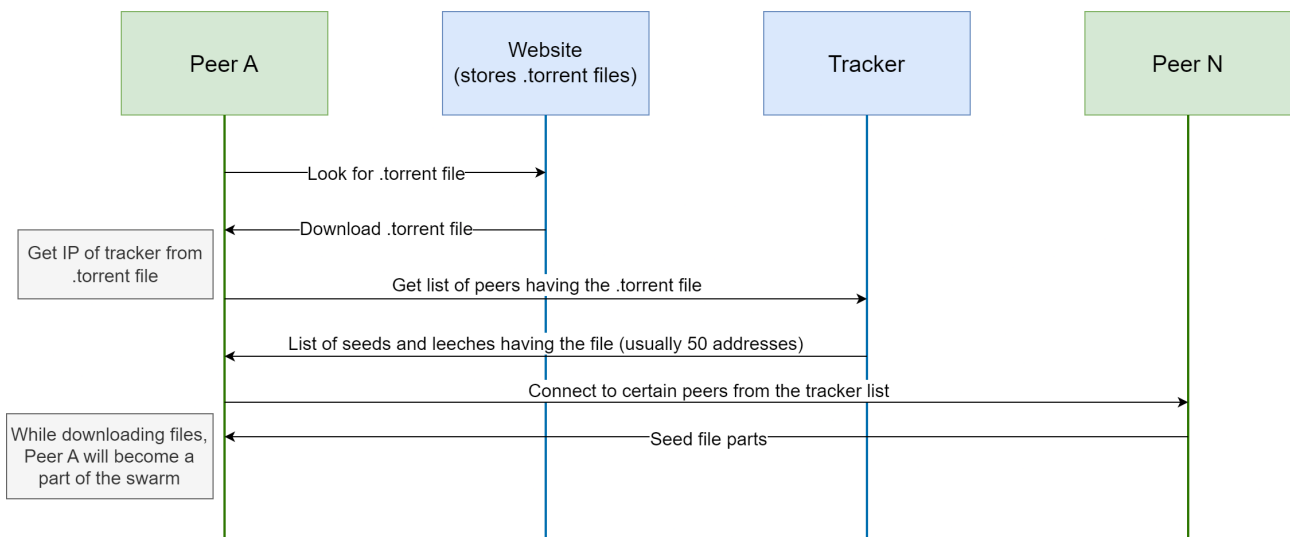 Peer A
Website
(stores .torrent files)
Tracker
Peer N
Look for .torrent file
Download .torrent file
Get IP of tracker from
.torrent file
Get list of peers having the .torrent file
List of seeds and leeches having the file (usually 50 addresses)
Connect to certain peers from the tracker list
While downloading files,
Peer A will become a
part of the swarm
Seed file parts